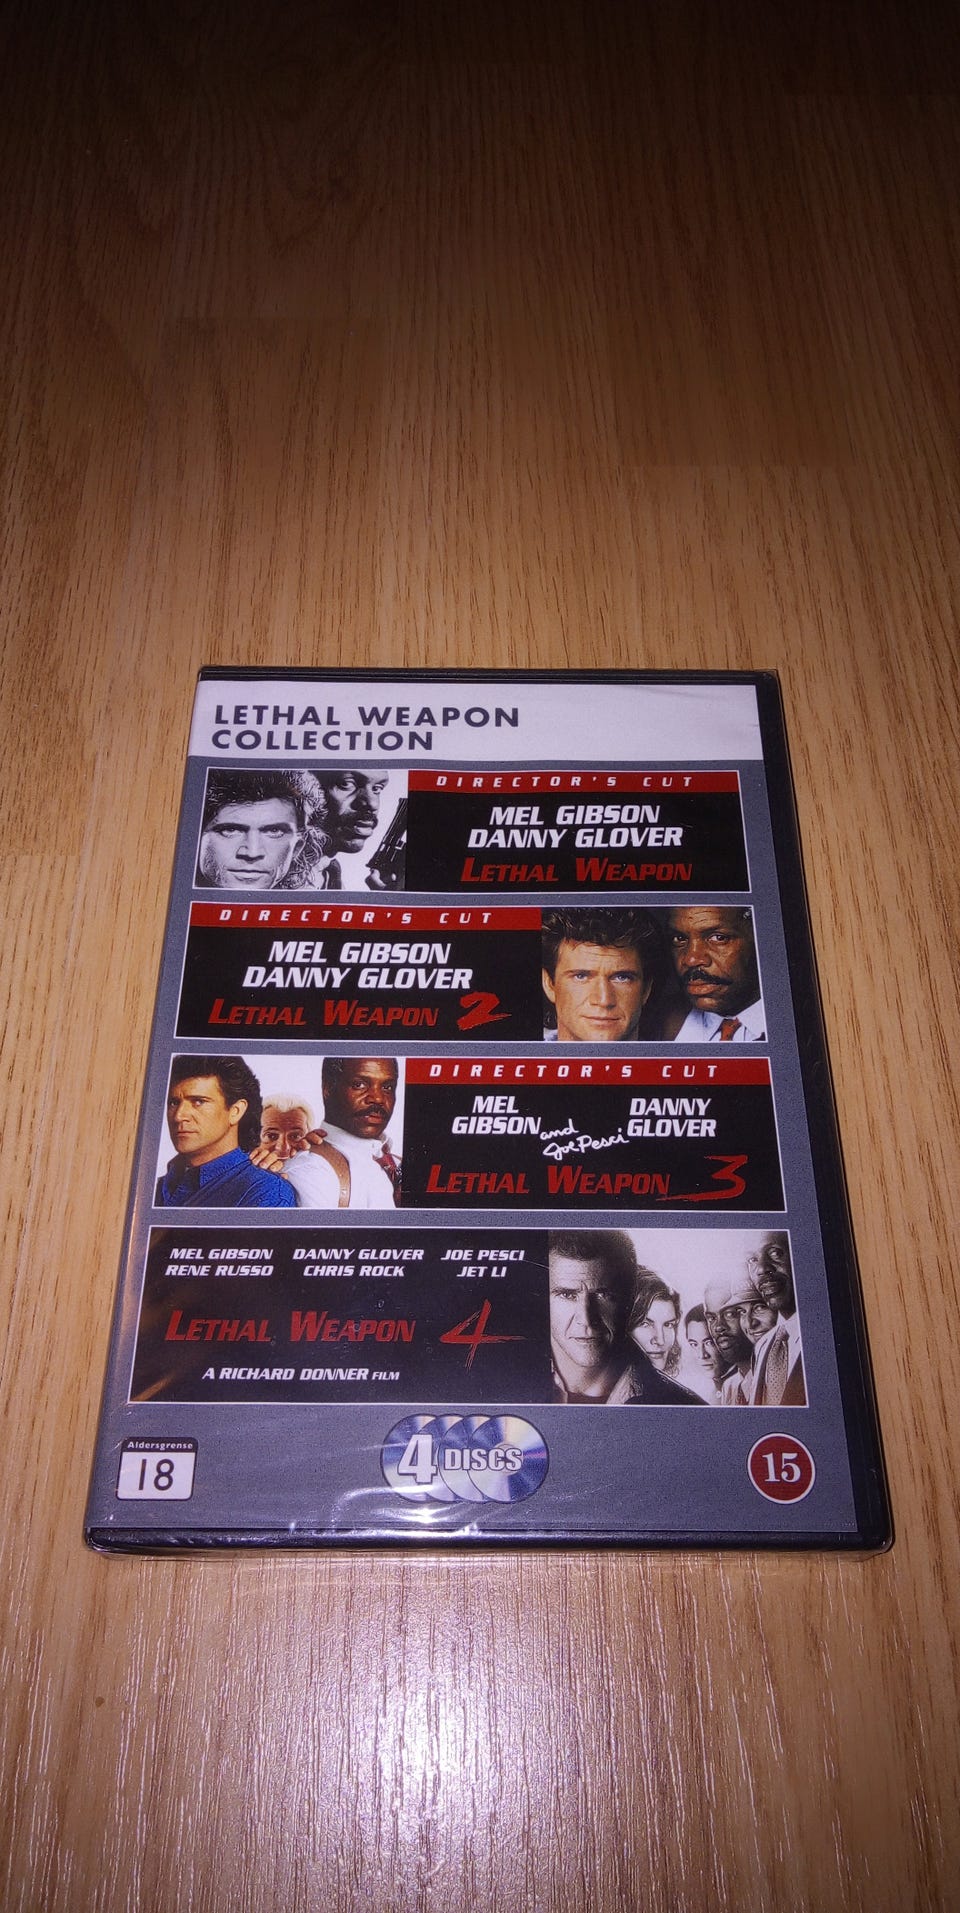 LETHAL WEAPON
COLLECTION
DIRECTOR'S CUT
MEL GIBSON
DANNY GLOVER
LETHAL WEAPON
DIRECTOR'S CUT
MEL GIBSON
DANNY GLOVER
LETHAL WEAPON 2
DIRECTOR'S CUT
MEL GIBSON and Joe Pesci DANNY GLOVER
LETHAL WEAPON 3
MEL GIBSON DANNY GLOVER JOE PESCI
RENE RUSSO CHRIS ROCK JET LI
LETHAL WEAPON 4
A RICHARD DONNER FILM
Aldersgrense
18
4 DISCS
15